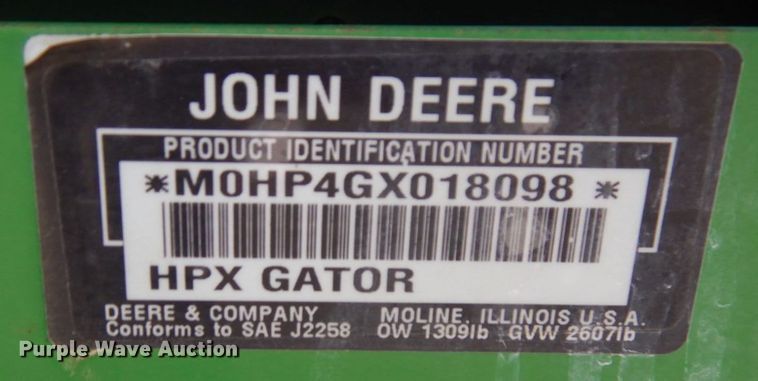 JOHN DEERE
PRODUCT IDENTIFICATION NUMBER
*M0HP4GX018098 *
HPX GATOR
DEERE & COMPANY MOLINE, ILLINOIS U.S.A.
Conforms to SAE J2258 OW 1309lb GVW 2607lb
Purple Wave Auction